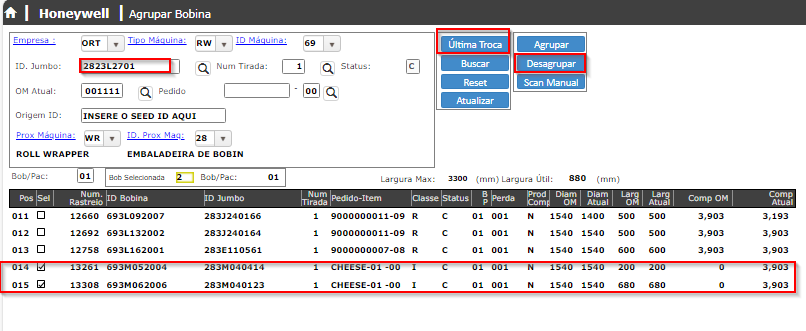 Honeywell | Agrupar Bobina
Empresa : ORT Tipo Máquina: RW ID Máquina: 69
ID. Jumbo: 2823L2701 Num Tirada: 1 Status: C
OM Atual: 001111 Pedido - 00
Origem ID: INSERE O SEED ID AQUI
Prox Máquina: WR ID. Prox Maq: 28
ROLL WRAPPER EMBALADEIRA DE BOBIN
Última Troca Agrupar
Buscar Desagrupar
Reset Scan Manual
Atualizar
Bob/Pac: 01 Bob Selecionada 2 Bob/Pac: 01 Largura Max: 3300 (mm) Largura Útil: 880 (mm)
Pos Sel Num. Rastreio ID Bobina ID Jumbo Num Tirada Pedido-Item Classe Status B P Perda Prod Comp Diam OM Diam Atual Larg OM Larg Atual Comp OM Comp Atual
011 12660 693L092007 283J240166 1 9000000011-09 R C 01 001 N 1540 1400 500 500 3,903 3,193
012 12692 693L132002 283J240164 1 9000000011-09 R C 01 001 N 1540 1540 500 500 3,903 3,903
013 12758 693L162001 283E110561 1 9000000007-08 R C 01 001 N 1540 1540 600 600 3,903 3,903
014 13261 693M052004 283M040414 1 CHEESE-01 -00 I C 01 001 N 1540 1540 200 200 0 3,903
015 13308 693M062006 283M040123 1 CHEESE-01 -00 I C 01 001 N 1540 1540 680 680 0 3,903